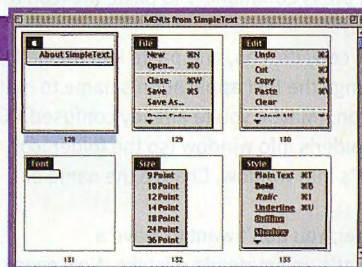 MENUs from SimpleText
About SimpleText...
File
New ⌘N
Open... ⌘O
Close ⌘W
Save ⌘S
Save As...
Edit
Undo
Cut
Copy
Paste
Clear
Select All
128
129
130
Font
Size
9 Point
10 Point
12 Point
14 Point
18 Point
24 Point
36 Point
Style
Plain Text ⌘T
Bold ⌘B
Italic ⌘I
Underline ⌘U
Outline
Shadow
131
132
133